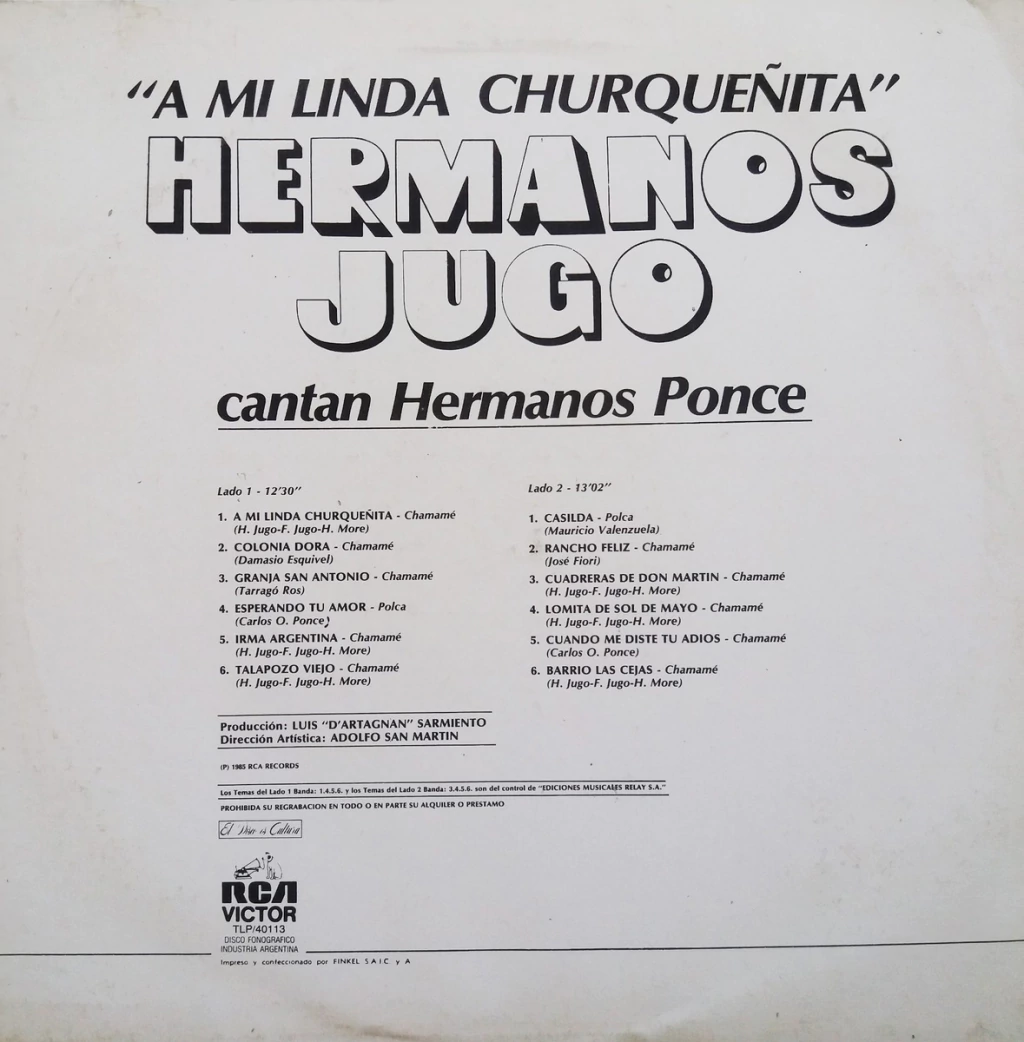 "A MI LINDA CHURQUEÑITA"
HERMANOS
JUGO
cantan Hermanos Ponce
Lado 1 - 12'30"
1. A MI LINDA CHURQUEÑITA - Chamamé
(H. Jugo-F. Jugo-H. More)
2. COLONIA DORA - Chamamé
(Damasio Esquivel)
3. GRANJA SAN ANTONIO - Chamamé
(Tarragó Ros)
4. ESPERANDO TU AMOR - Polca
(Carlos O. Ponce)
5. IRMA ARGENTINA - Chamamé
(H. Jugo-F. Jugo-H. More)
6. TALAPOZO VIEJO - Chamamé
(H. Jugo-F. Jugo-H. More)
Lado 2 - 13'02"
1. CASILDA - Polca
(Mauricio Valenzuela)
2. RANCHO FELIZ - Chamamé
(José Fiori)
3. CUADRERAS DE DON MARTIN - Chamamé
(H. Jugo-F. Jugo-H. More)
4. LOMITA DE SOL DE MAYO - Chamamé
(H. Jugo-F. Jugo-H. More)
5. CUANDO ME DISTE TU ADIOS - Chamamé
(Carlos O. Ponce)
6. BARRIO LAS CEJAS - Chamamé
(H. Jugo-F. Jugo-H. More)
Producción: LUIS "D'ARTAGNAN" SARMIENTO
Dirección Artística: ADOLFO SAN MARTIN
(P) 1985 RCA RECORDS
Los Temas del Lado 1 Banda: 1.4.5.6. y los Temas del Lado 2 Banda: 3.4.5.6. son del control de "EDICIONES MUSICALES RELAY S.A."
PROHIBIDA SU REGRABACION EN TODO O EN PARTE SU ALQUILER O PRESTAMO
El Disco es Cultura
RCA
VICTOR
TLP/40113
DISCO FONOGRAFICO
INDUSTRIA ARGENTINA
Impreso y confeccionado por FINKEL S A I C y A